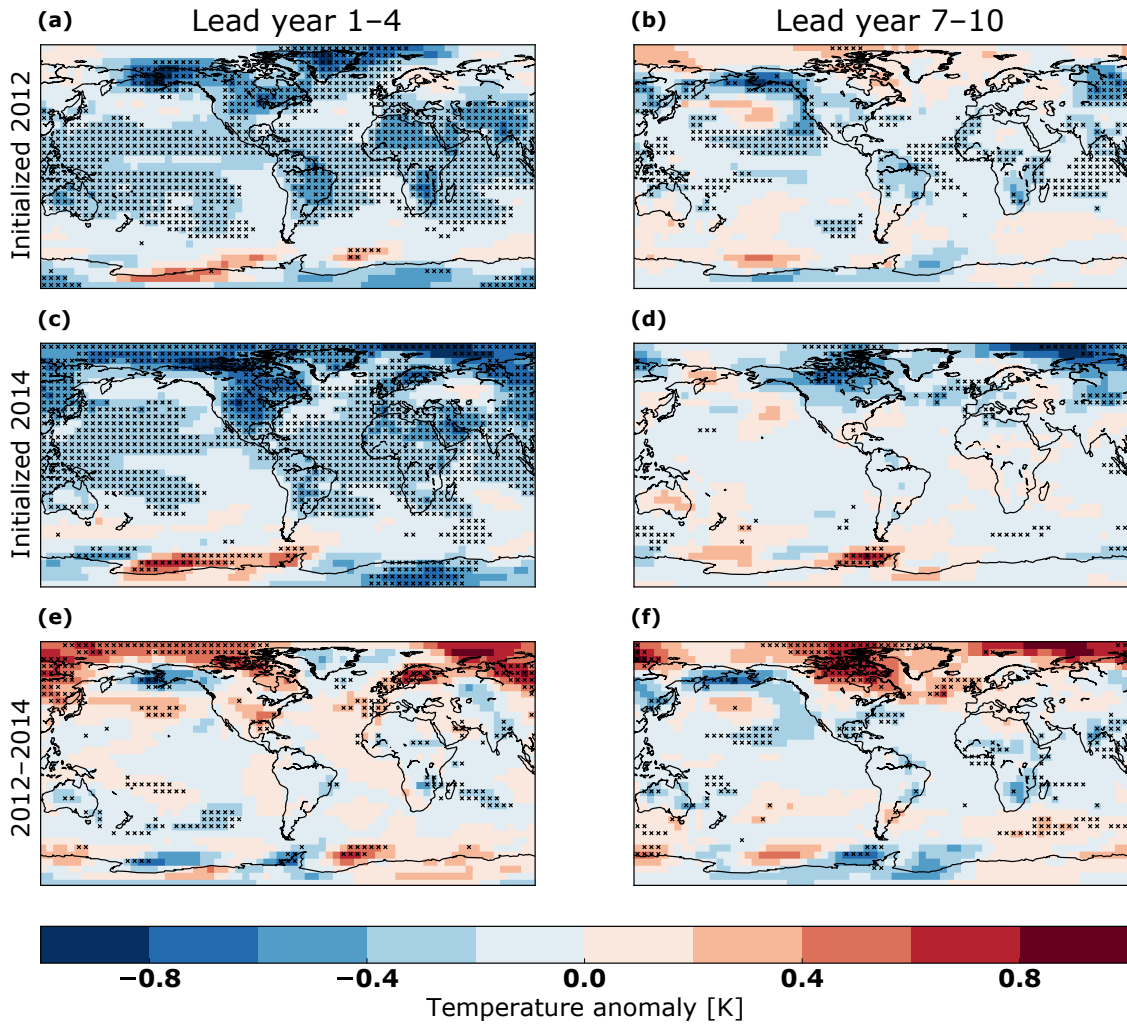 (a) Lead year 1–4
(b) Lead year 7–10
Initialized 2012
(c)
(d)
Initialized 2014
(e)
(f)
2012–2014
−0.8 −0.4 0.0 0.4 0.8
Temperature anomaly [K]